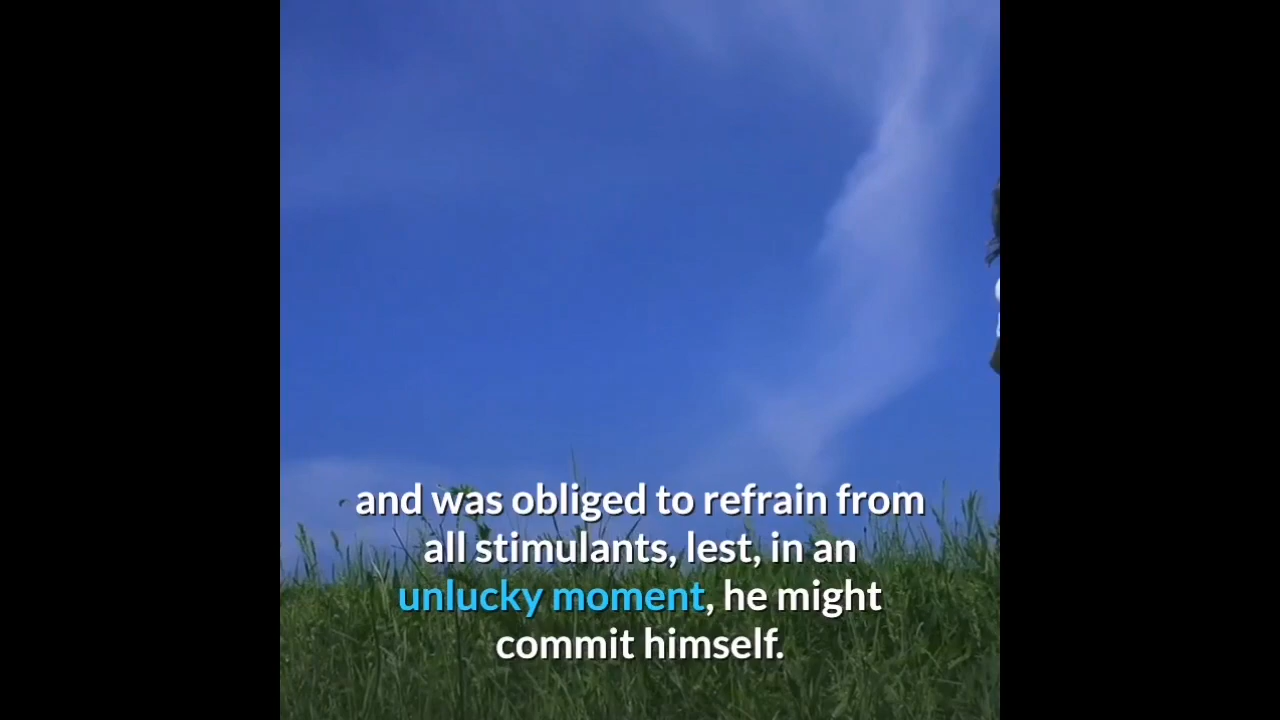 and was obliged to refrain from
all stimulants, lest, in an
unlucky moment, he might
commit himself.